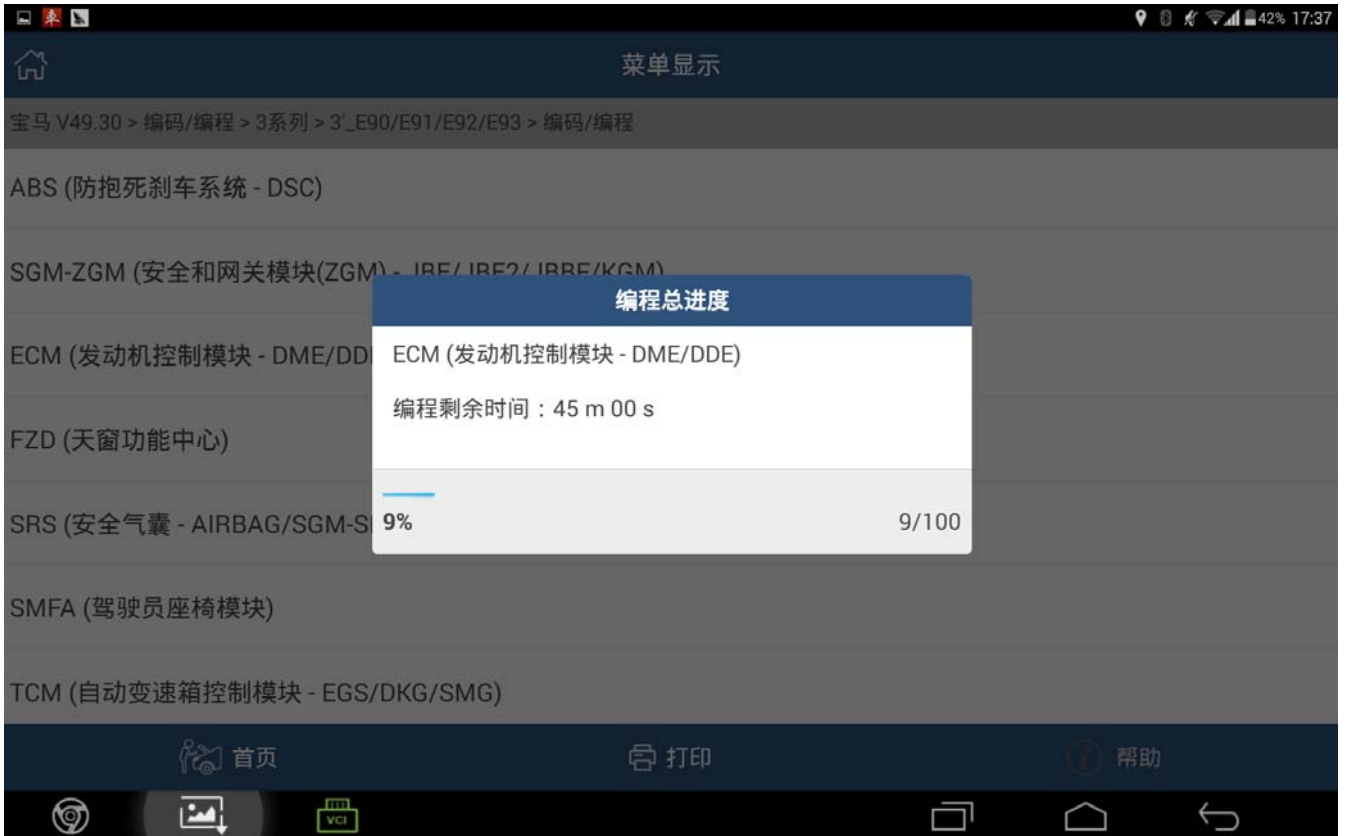 42% 17:37
菜单显示
宝马 V49.30 > 编码/编程 > 3系列 > 3'_E90/E91/E92/E93 > 编码/编程
ABS (防抱死刹车系统 - DSC)
SGM-ZGM (安全和网关模块(ZGM) - JBE/JBE2/JBBF/KGM)
编程总进度
ECM (发动机控制模块 - DME/DD
ECM (发动机控制模块 - DME/DDE)
编程剩余时间：45 m 00 s
FZD (天窗功能中心)
SRS (安全气囊 - AIRBAG/SGM-S
9%
9/100
SMFA (驾驶员座椅模块)
TCM (自动变速箱控制模块 - EGS/DKG/SMG)
首页
打印
帮助
VCI